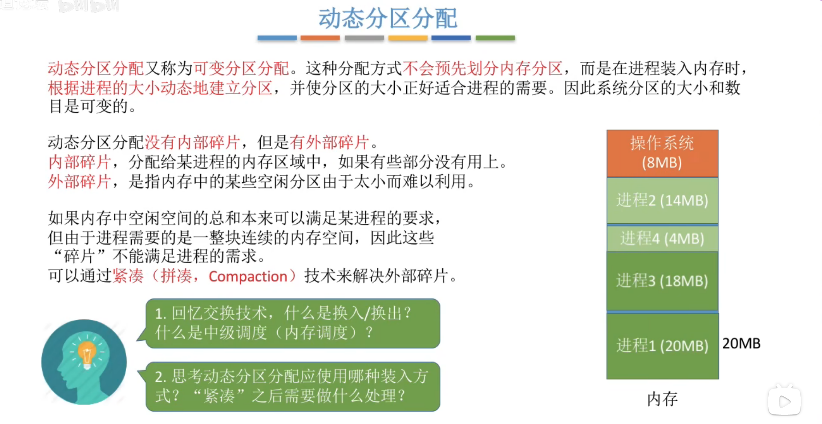 动态分区分配
动态分区分配又称为可变分区分配。这种分配方式不会预先划分内存分区，而是在进程装入内存时，
根据进程的大小动态地建立分区，并使分区的大小正好适合进程的需要。因此系统分区的大小和数
目是可变的。
动态分区分配没有内部碎片，但是有外部碎片。
内部碎片，分配给某进程的内存区域中，如果有些部分没有用上。
外部碎片，是指内存中的某些空闲分区由于太小而难以利用。
如果内存中空闲空间的总和本来可以满足某进程的要求，
但由于进程需要的是一整块连续的内存空间，因此这些
“碎片”不能满足进程的需求。
可以通过紧凑（拼凑，Compaction）技术来解决外部碎片。
1. 回忆交换技术，什么是换入/换出？
什么是中级调度（内存调度）？
2. 思考动态分区分配应使用哪种装入方
式？“紧凑”之后需要做什么处理？
操作系统
(8MB)
进程2 (14MB)
进程4 (4MB)
进程3 (18MB)
进程1 (20MB)
20MB
内存